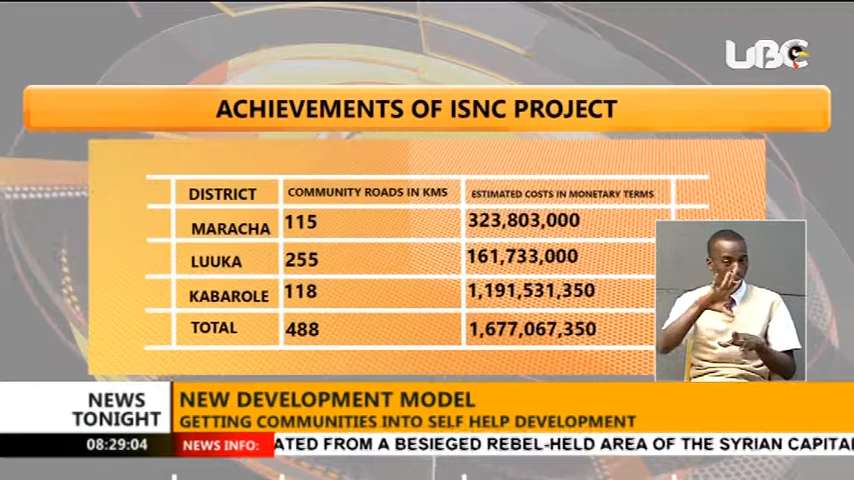 UBC
ACHIEVEMENTS OF ISNC PROJECT
DISTRICT COMMUNITY ROADS IN KMS ESTIMATED COSTS IN MONETARY TERMS
MARACHA 115 323,803,000
LUUKA 255 161,733,000
KABAROLE 118 1,191,531,350
TOTAL 488 1,677,067,350
NEWS TONIGHT
NEW DEVELOPMENT MODEL
GETTING COMMUNITIES INTO SELF HELP DEVELOPMENT
08:29:04 NEWS INFO: ATED FROM A BESIEGED REBEL-HELD AREA OF THE SYRIAN CAPITAL